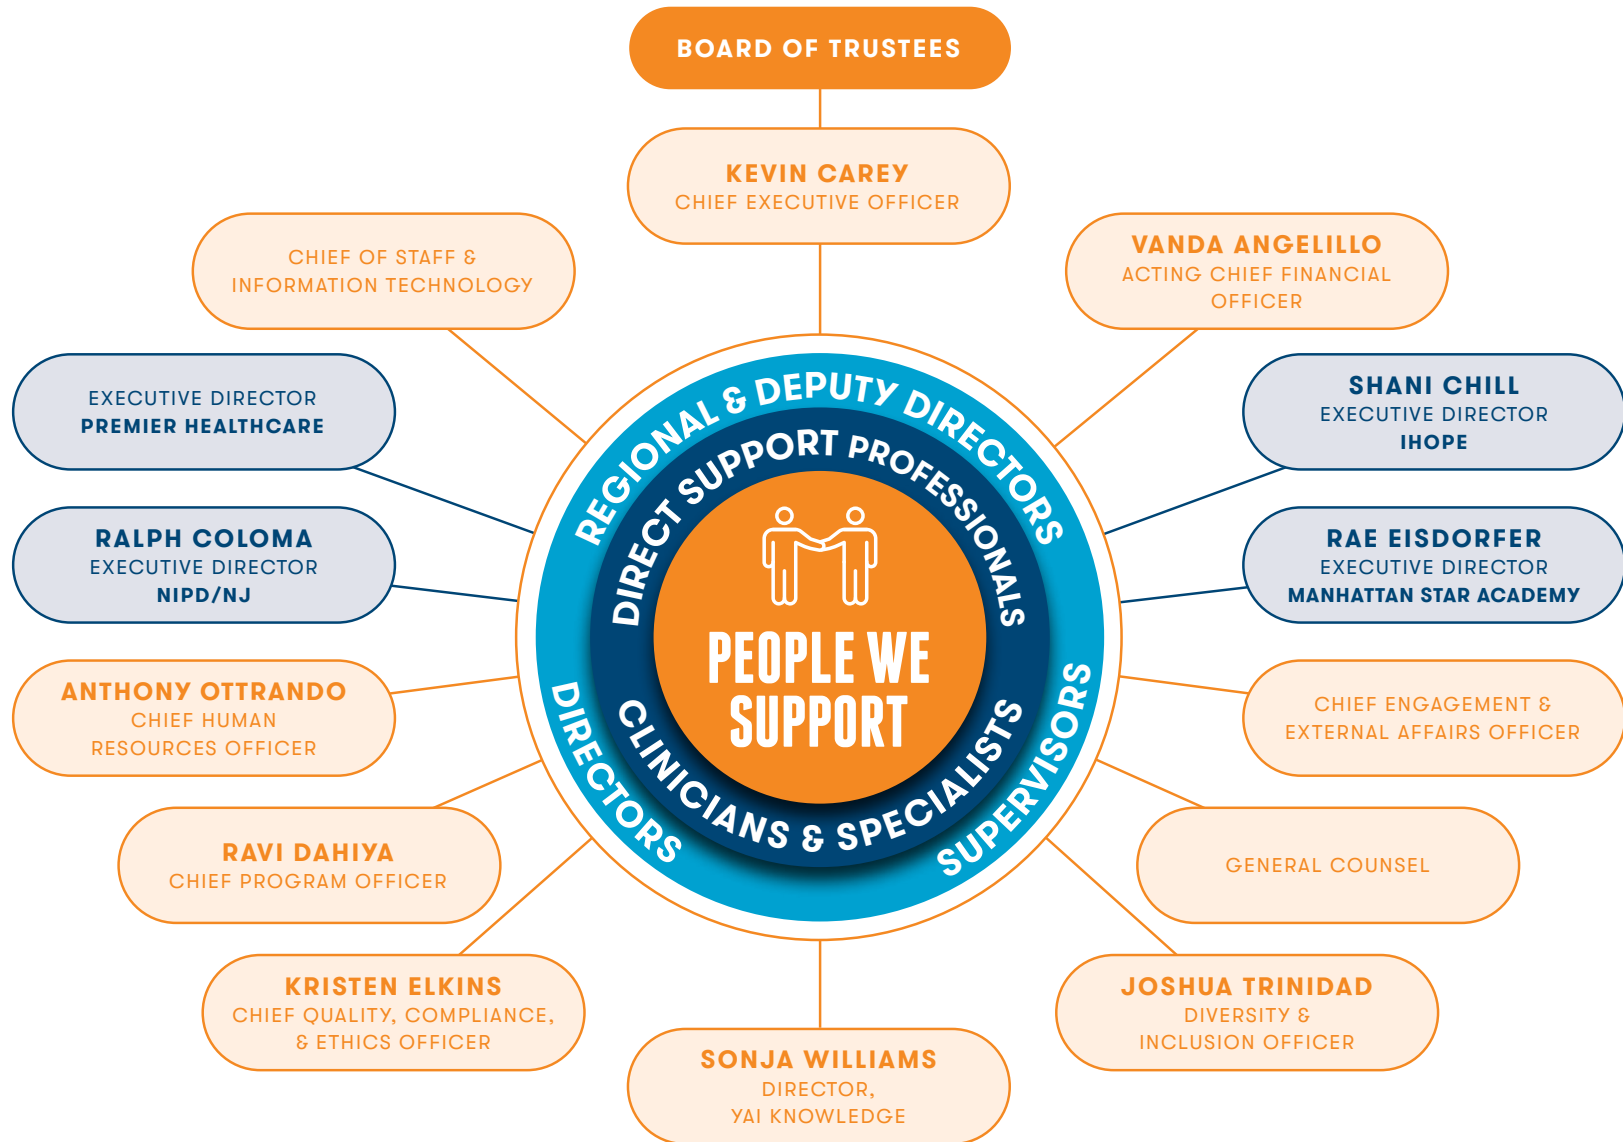 BOARD OF TRUSTEES
KEVIN CAREY
CHIEF EXECUTIVE OFFICER
CHIEF OF STAFF &
INFORMATION TECHNOLOGY
VANDA ANGELILLO
ACTING CHIEF FINANCIAL
OFFICER
EXECUTIVE DIRECTOR
PREMIER HEALTHCARE
SHANI CHILL
EXECUTIVE DIRECTOR
IHOPE
RALPH COLOMA
EXECUTIVE DIRECTOR
NIPD/NJ
RAE EISDORFER
EXECUTIVE DIRECTOR
MANHATTAN STAR ACADEMY
REGIONAL & DEPUTY DIRECTORS
DIRECT SUPPORT PROFESSIONALS
PEOPLE WE
SUPPORT
CLINICIANS & SPECIALISTS
DIRECTORS
SUPERVISORS
ANTHONY OTTRANDO
CHIEF HUMAN
RESOURCES OFFICER
CHIEF ENGAGEMENT &
EXTERNAL AFFAIRS OFFICER
RAVI DAHIYA
CHIEF PROGRAM OFFICER
GENERAL COUNSEL
KRISTEN ELKINS
CHIEF QUALITY, COMPLIANCE,
& ETHICS OFFICER
JOSHUA TRINIDAD
DIVERSITY &
INCLUSION OFFICER
SONJA WILLIAMS
DIRECTOR,
YAI KNOWLEDGE